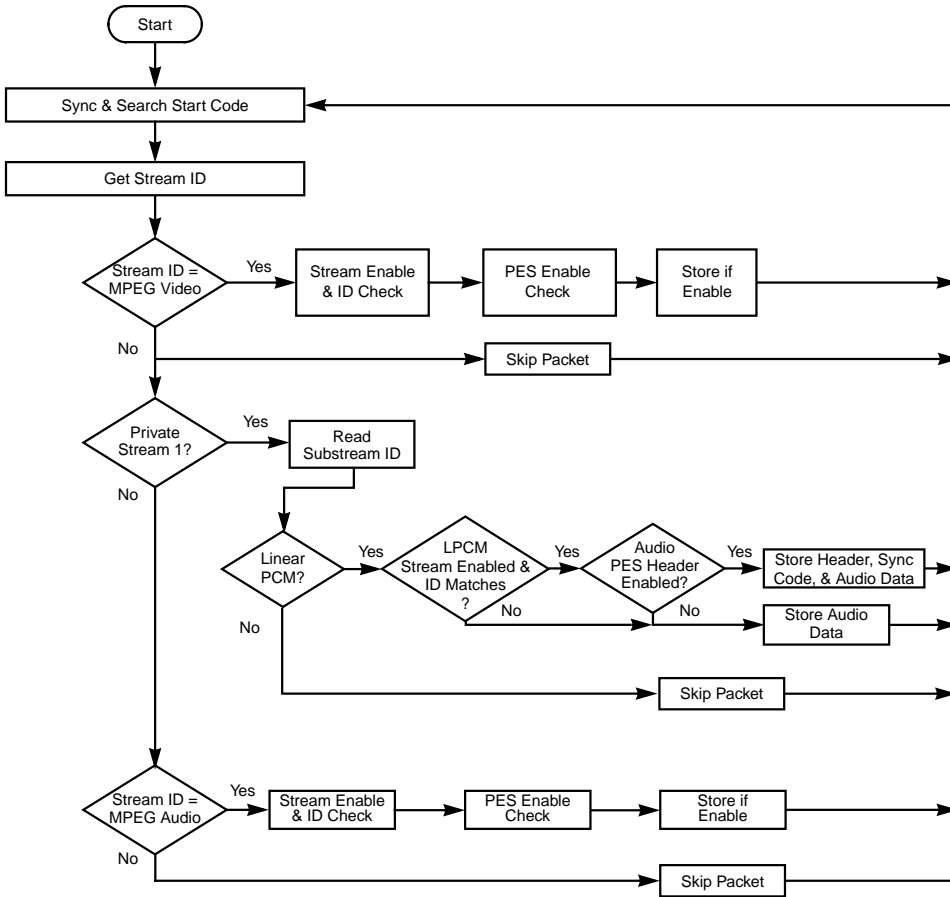 Start
Sync & Search Start Code
Get Stream ID
Stream ID =
MPEG Video
Yes
Stream Enable
& ID Check
PES Enable
Check
Store if
Enable
No
Skip Packet
Private
Stream 1?
Yes
Read
Substream ID
No
Linear
PCM?
Yes
LPCM
Stream Enabled &
ID Matches
?
Yes
Audio
PES Header
Enabled?
Yes
Store Header, Sync
Code, & Audio Data
No
No
Store Audio
Data
No
Skip Packet
Stream ID =
MPEG Audio
Yes
Stream Enable
& ID Check
PES Enable
Check
Store if
Enable
No
Skip Packet